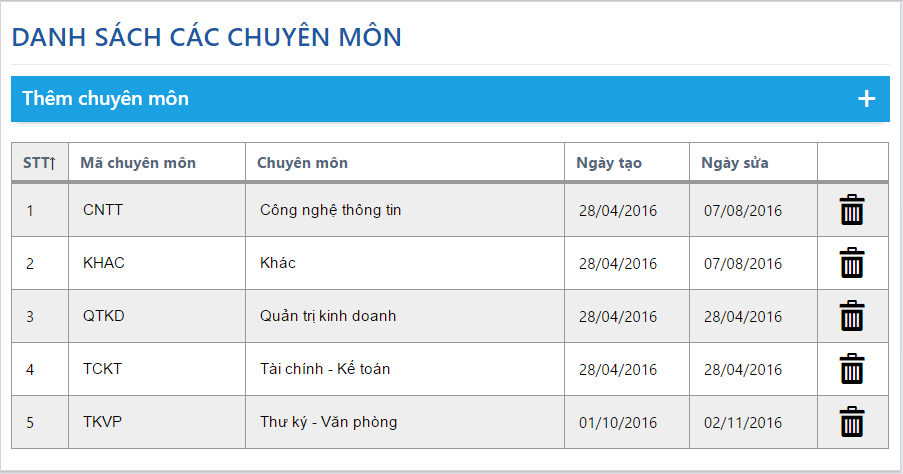 DANH SÁCH CÁC CHUYÊN MÔN
Thêm chuyên môn +
STT↑ Mã chuyên môn Chuyên môn Ngày tạo Ngày sửa
1 CNTT Công nghệ thông tin 28/04/2016 07/08/2016
2 KHAC Khác 28/04/2016 07/08/2016
3 QTKD Quản trị kinh doanh 28/04/2016 28/04/2016
4 TCKT Tài chính - Kế toán 28/04/2016 28/04/2016
5 TKVP Thư ký - Văn phòng 01/10/2016 02/11/2016